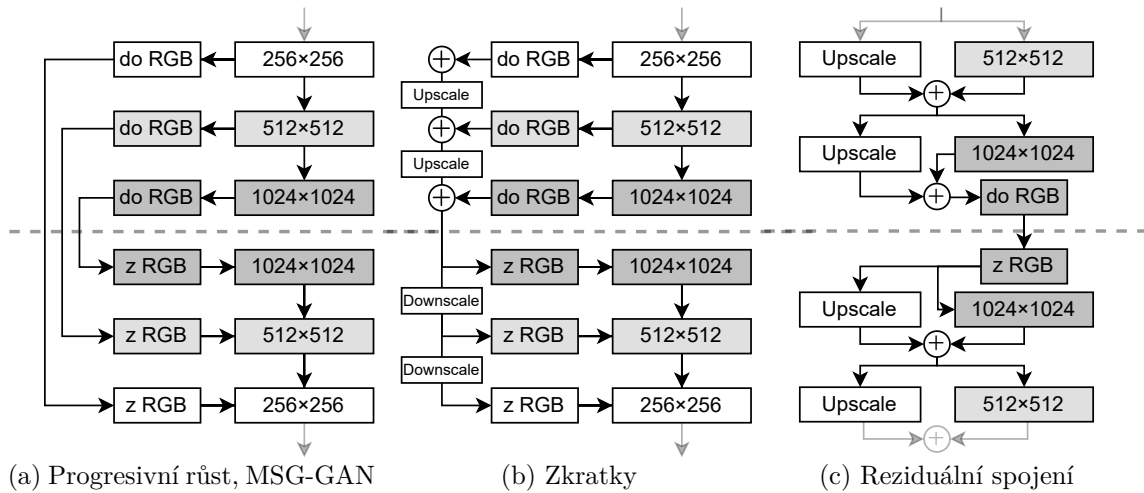 do RGB
256×256
do RGB
512×512
do RGB
1024×1024
z RGB
1024×1024
z RGB
512×512
z RGB
256×256
(a) Progresivní růst, MSG-GAN
+
do RGB
256×256
Upscale
+
do RGB
512×512
Upscale
+
do RGB
1024×1024
z RGB
1024×1024
Downscale
z RGB
512×512
Downscale
z RGB
256×256
(b) Zkratky
Upscale
512×512
+
Upscale
1024×1024
+
do RGB
z RGB
Upscale
1024×1024
+
Upscale
512×512
+
(c) Reziduální spojení